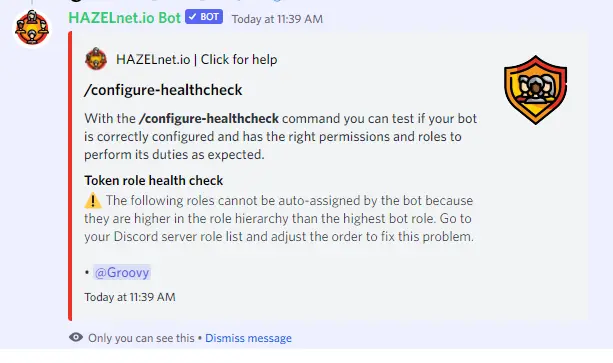 HAZELnet.io Bot ✓ BOT Today at 11:39 AM
HAZELnet.io | Click for help
/configure-healthcheck
With the /configure-healthcheck command you can test if your bot
is correctly configured and has the right permissions and roles to
perform its duties as expected.
Token role health check
⚠️ The following roles cannot be auto-assigned by the bot because
they are higher in the role hierarchy than the highest bot role. Go to
your Discord server role list and adjust the order to fix this problem.
• @Groovy
Today at 11:39 AM
Only you can see this • Dismiss message